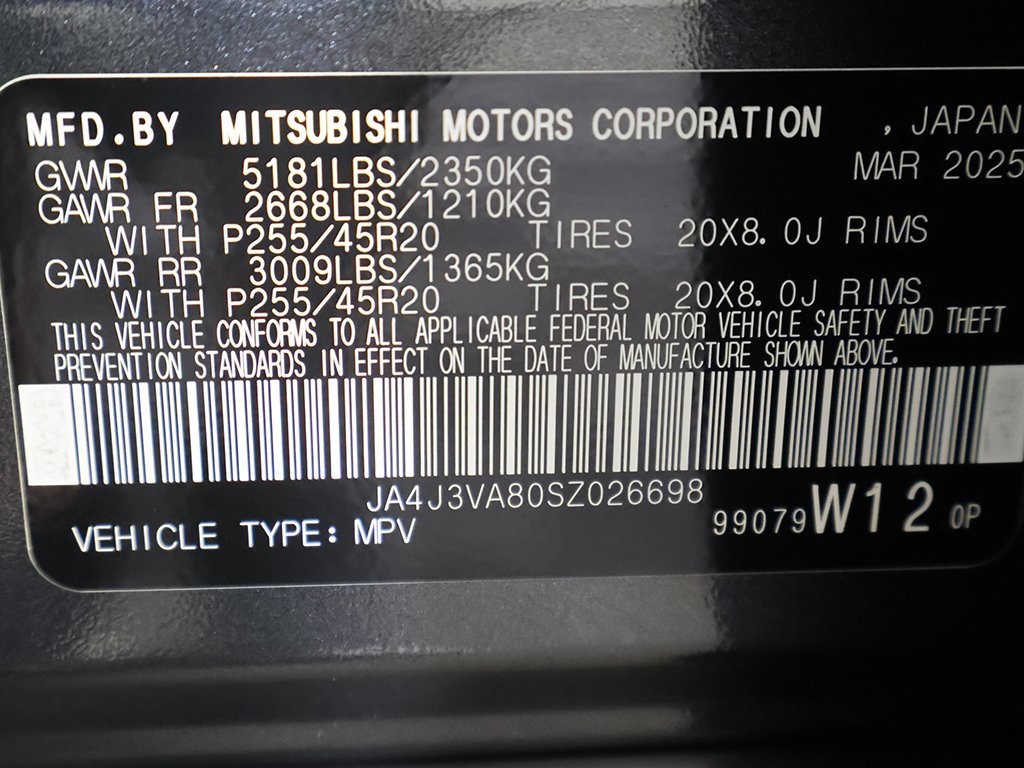 MFD.BY MITSUBISHI MOTORS CORPORATION , JAPAN
MAR 2025
GVWR 5181LBS/2350KG
GAWR FR 2668LBS/1210KG
WITH P255/45R20 TIRES 20X8.0J RIMS
GAWR RR 3009LBS/1365KG
WITH P255/45R20 TIRES 20X8.0J RIMS
THIS VEHICLE CONFORMS TO ALL APPLICABLE FEDERAL MOTOR VEHICLE SAFETY AND THEFT
PREVENTION STANDARDS IN EFFECT ON THE DATE OF MANUFACTURE SHOWN ABOVE.
JA4J3VA80SZ026698
VEHICLE TYPE: MPV 99079W12 0P